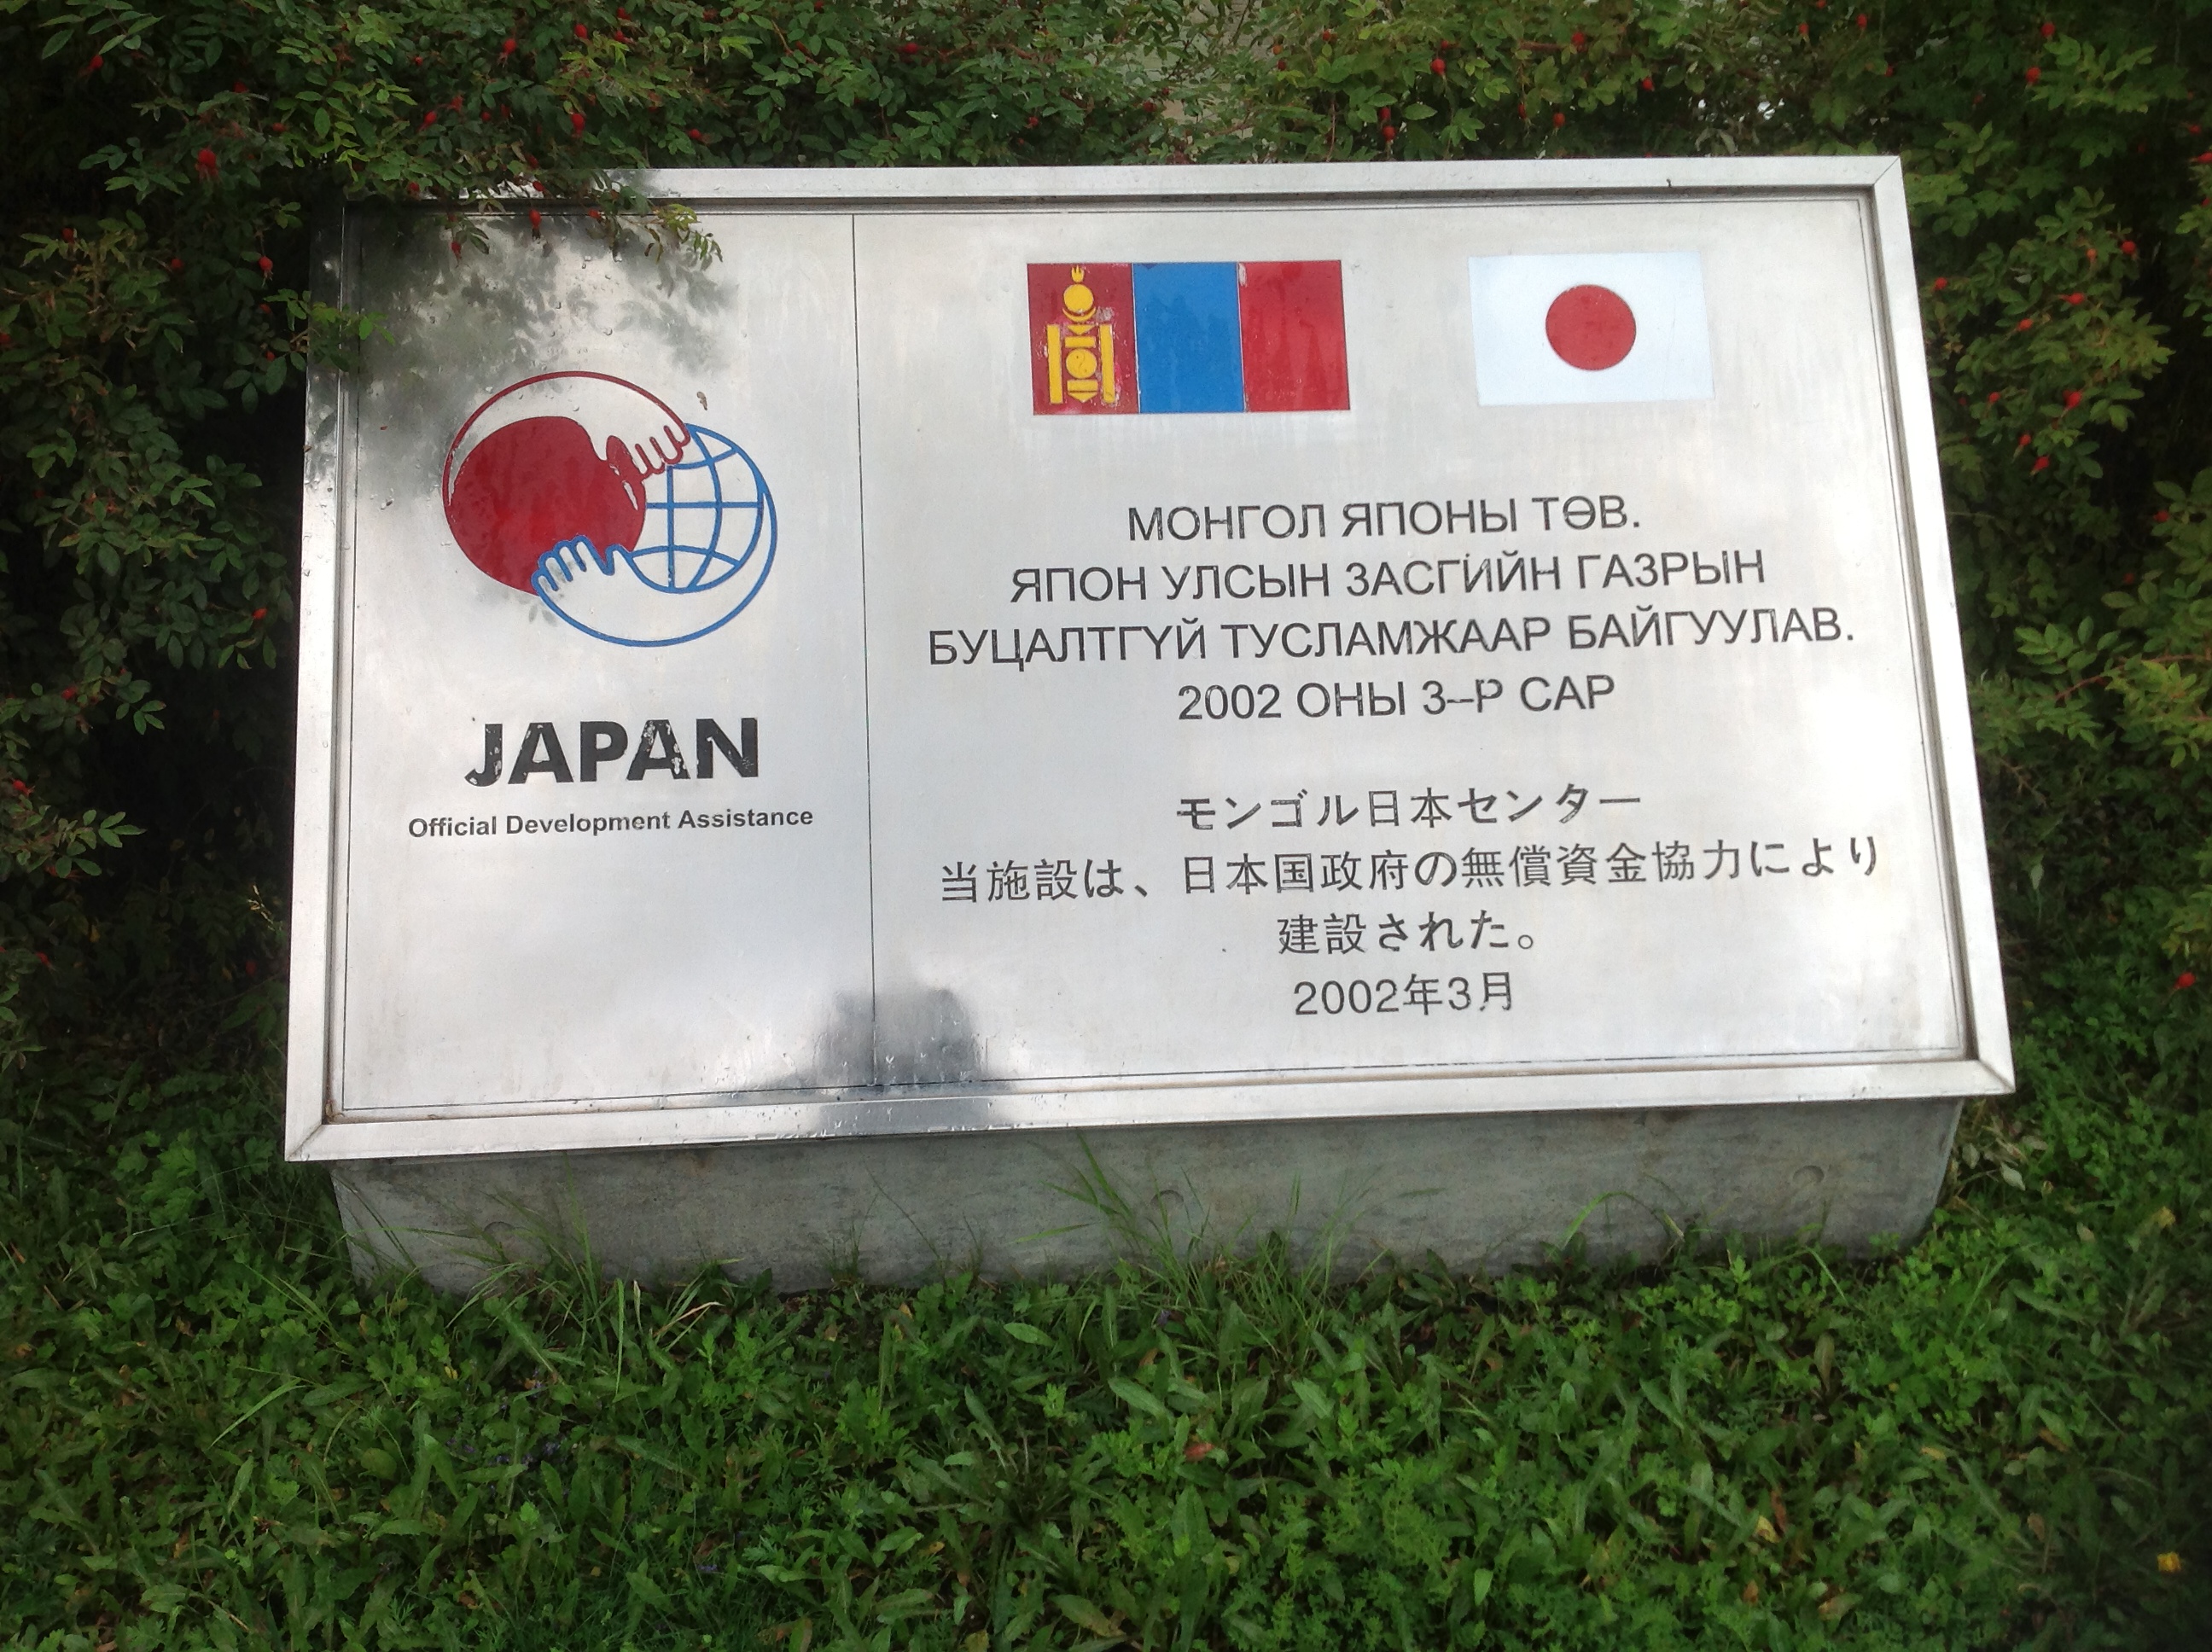 JAPAN
Official Development Assistance
МОНГОЛ ЯПОНЫ ТӨВ.
ЯПОН УЛСЫН ЗАСГИЙН ГАЗРЫН
БУЦАЛТГҮЙ ТУСЛАМЖААР БАЙГУУЛАВ.
2002 ОНЫ 3--Р САР
モンゴル日本センター
当施設は、日本国政府の無償資金協力により
建設された。
2002年3月